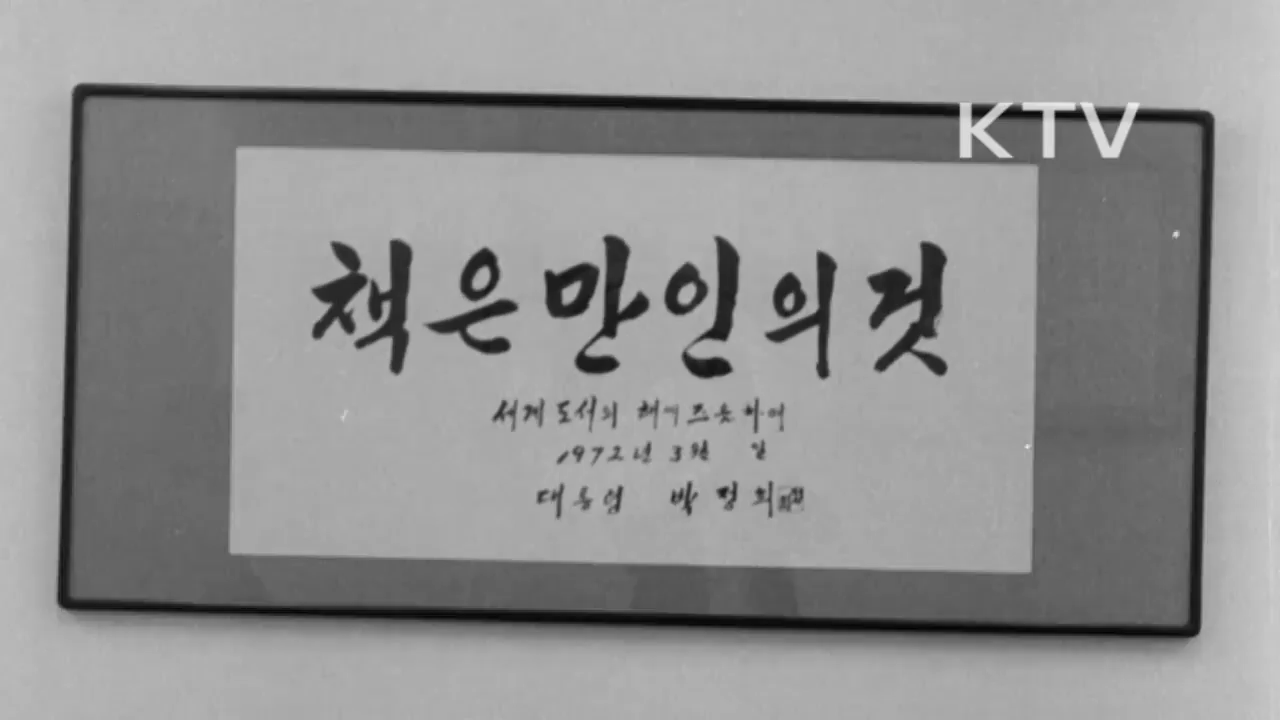 KTV
책은 만인의 것
세계 도서의 해에 즈음하여
1972년 3월 일
대통령 박정희